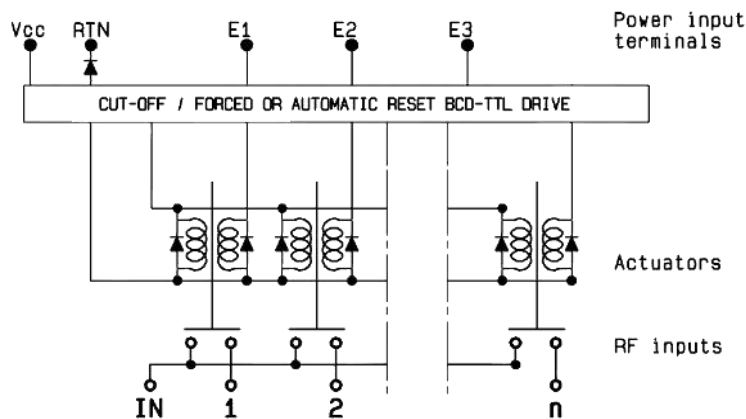 Vcc RTN E1 E2 E3 Power input
terminals
CUT-OFF / FORCED OR AUTOMATIC RESET BCD-TTL DRIVE
Actuators
RF inputs
IN 1 2 n